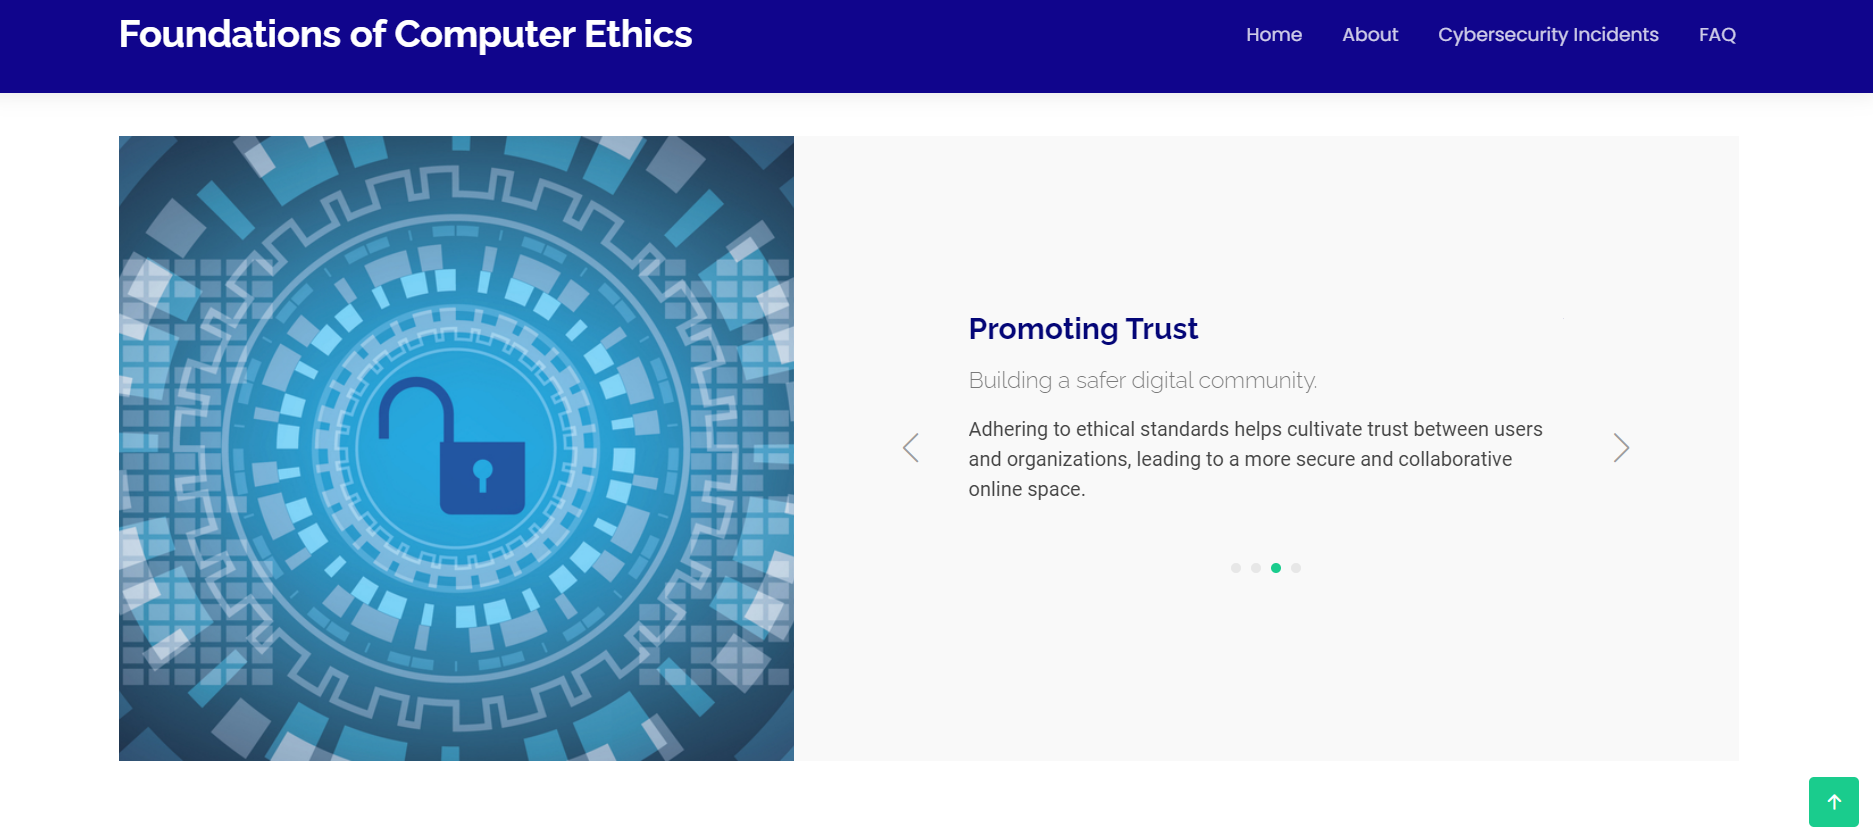 Foundations of Computer Ethics
Home
About
Cybersecurity Incidents
FAQ
Promoting Trust
Building a safer digital community.
Adhering to ethical standards helps cultivate trust between users
and organizations, leading to a more secure and collaborative
online space.